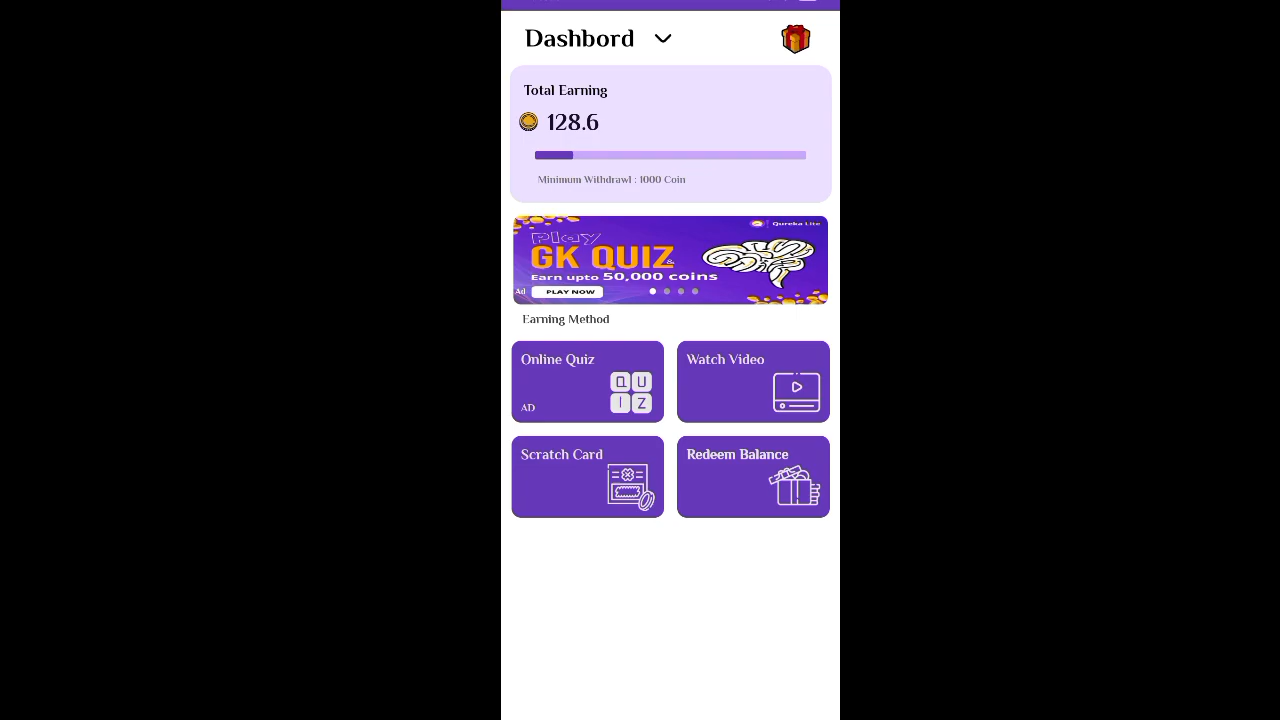 Dashbord
Total Earning
128.6
Minimum Withdrawl : 1000 Coin
Qureka Lite
Play
GK QUIZ
&
Earn upto 50,000 coins
Ad
PLAY NOW
Earning Method
Online Quiz
Q U
I Z
AD
Watch Video
Scratch Card
Redeem Balance